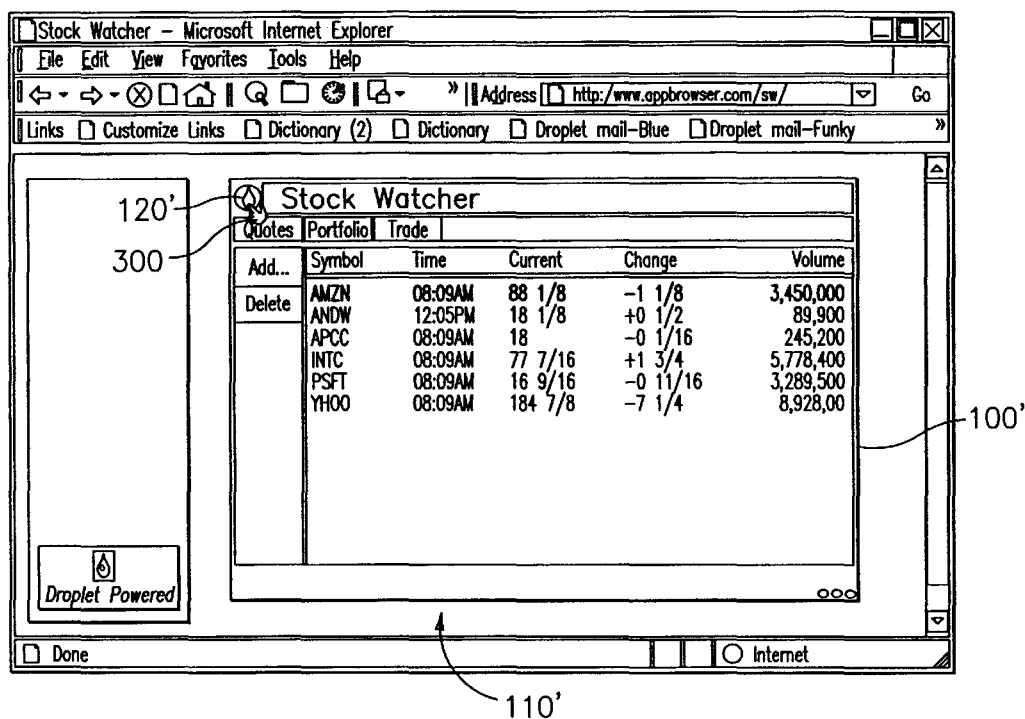 Stock Watcher – Microsoft Internet Explorer
File Edit View Favorites Tools Help
» Address http:/www.appbrowser.com/sw/ Go
Links Customize Links Dictionary (2) Dictionary Droplet mail–Blue Droplet mail–Funky »
120' Stock Watcher
300 Quotes Portfolio Trade
Add... Symbol Time Current Change Volume
Delete AMZN 08:09AM 88 1/8 –1 1/8 3,450,000
ANDW 12:05PM 18 1/8 +0 1/2 89,900
APCC 08:09AM 18 –0 1/16 245,200
INTC 08:09AM 77 7/16 +1 3/4 5,778,400
PSFT 08:09AM 16 9/16 –0 11/16 3,289,500
YHOO 08:09AM 184 7/8 –7 1/4 8,928,00
100'
Droplet Powered
Done Internet
110'